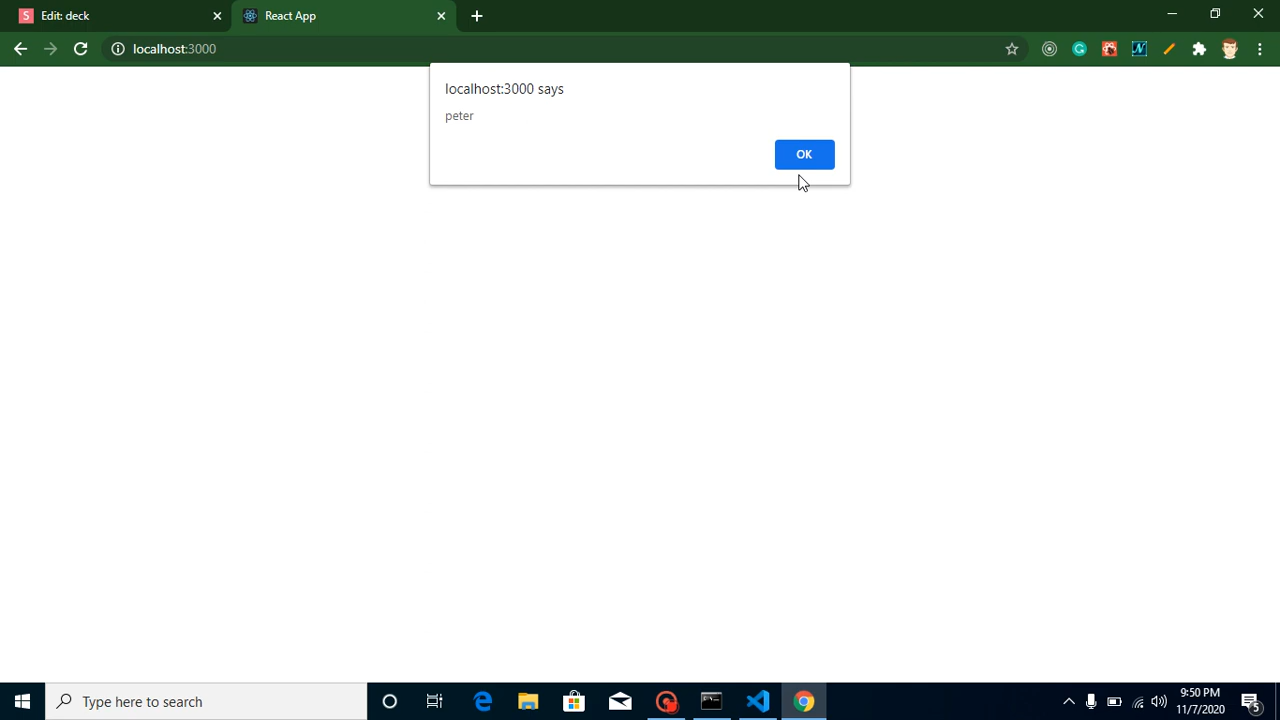 S Edit: deck
React App
localhost:3000
localhost:3000 says
peter
OK
Type here to search
9:50 PM
11/7/2020
5